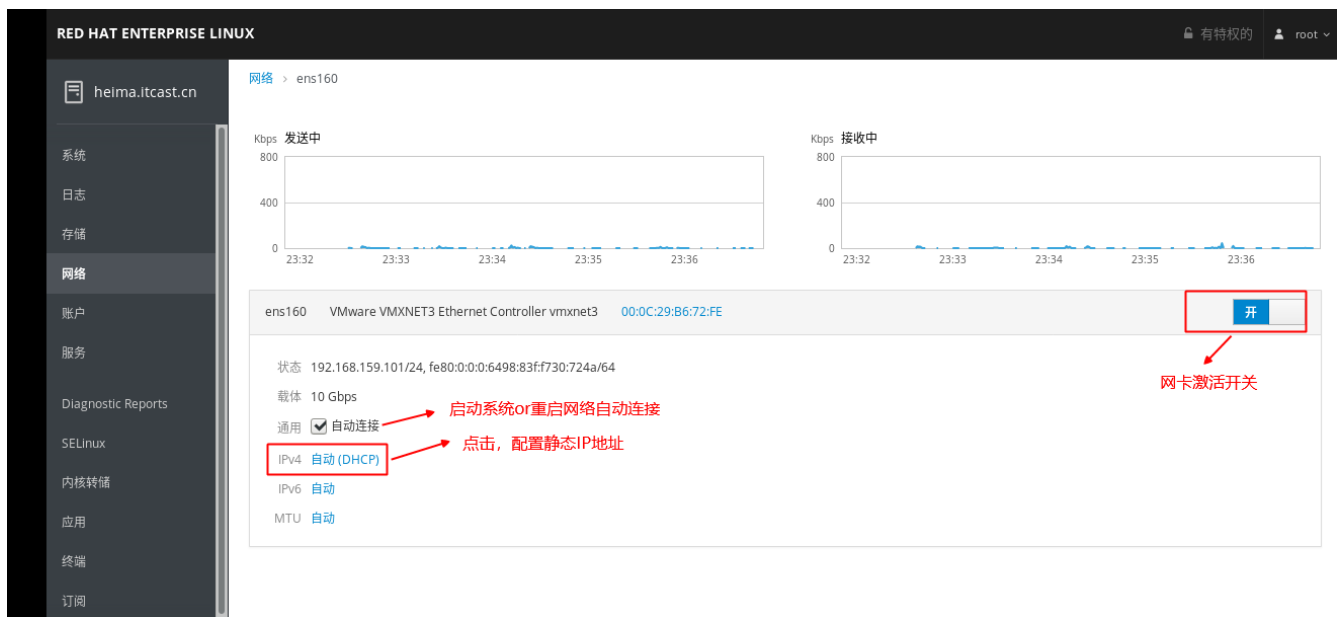 RED HAT ENTERPRISE LINUX
有特权的 root
heima.itcast.cn
系统
日志
存储
网络
账户
服务
Diagnostic Reports
SELinux
内核转储
应用
终端
订阅
网络 > ens160
Kbps 发送中
800
400
0
23:32 23:33 23:34 23:35 23:36
Kbps 接收中
800
400
0
23:32 23:33 23:34 23:35 23:36
ens160 VMware VMXNET3 Ethernet Controller vmxnet3 00:0C:29:B6:72:FE 开
网卡激活开关
状态 192.168.159.101/24, fe80:0:0:0:6498:83f:f730:724a/64
载体 10 Gbps
通用 自动连接
启动系统or重启网络自动连接
IPv4 自动 (DHCP)
点击，配置静态IP地址
IPv6 自动
MTU 自动